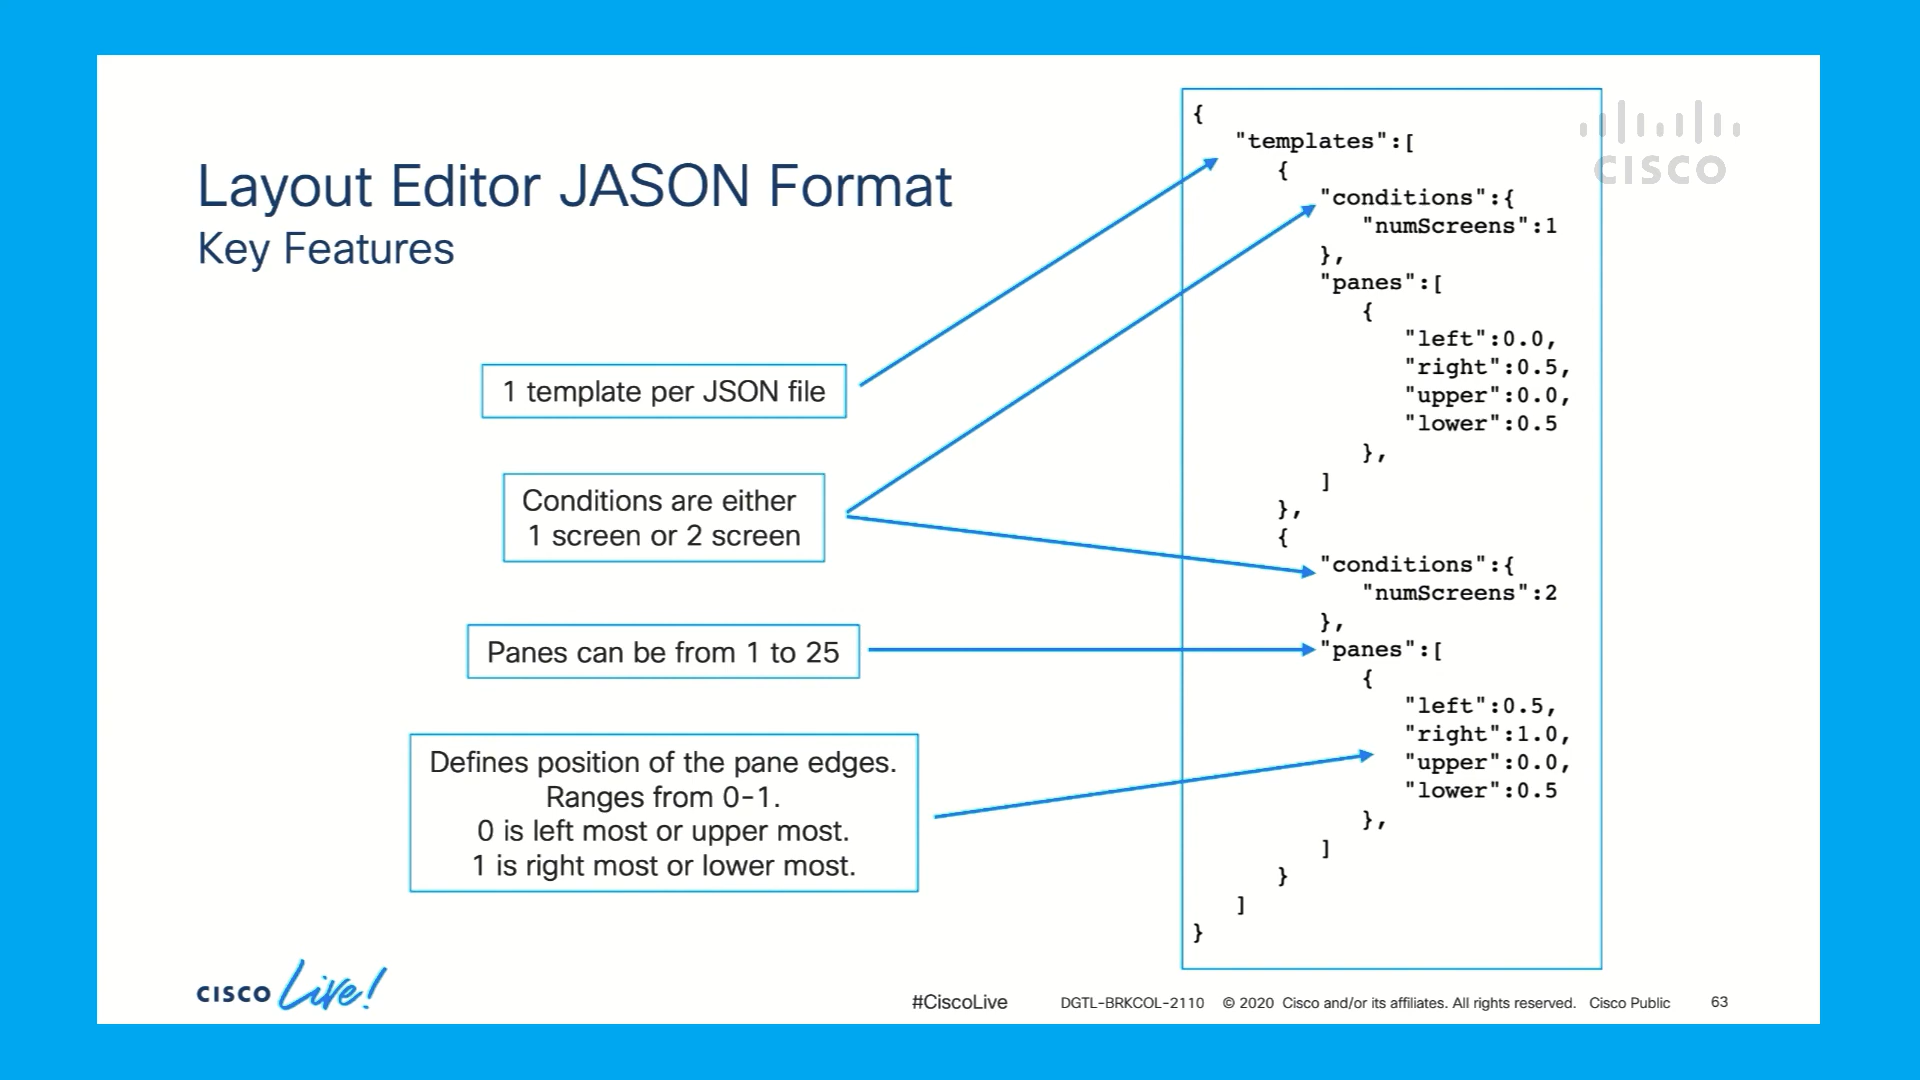 Layout Editor JASON Format
Key Features
1 template per JSON file
Conditions are either
1 screen or 2 screen
Panes can be from 1 to 25
Defines position of the pane edges.
Ranges from 0-1.
0 is left most or upper most.
1 is right most or lower most.
{
"templates":[
{
"conditions":{
"numScreens":1
},
"panes":[
{
"left":0.0,
"right":0.5,
"upper":0.0,
"lower":0.5
},
]
},
{
"conditions":{
"numScreens":2
},
"panes":[
{
"left":0.5,
"right":1.0,
"upper":0.0,
"lower":0.5
},
]
}
]
}
CISCO
CISCO Live!
#CiscoLive DGTL-BRKCOL-2110 © 2020 Cisco and/or its affiliates. All rights reserved. Cisco Public 63